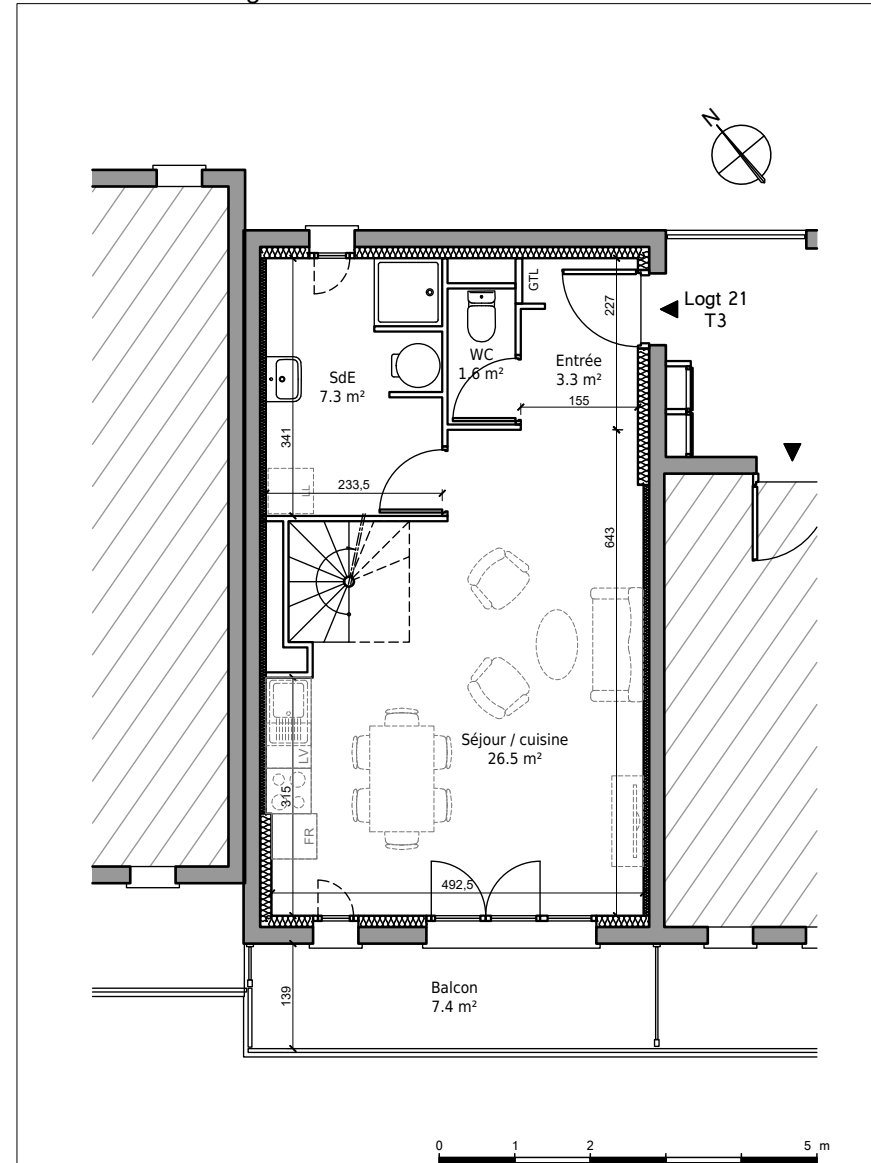 N
Logt 21
T3
GTL
227
WC
1.6 m²
Entrée
3.3 m²
SdE
7.3 m²
155
341
233,5
LL
643
Séjour / cuisine
26.5 m²
LV
315
FR
492,5
Balcon
7.4 m²
139
0 1 2 5 m